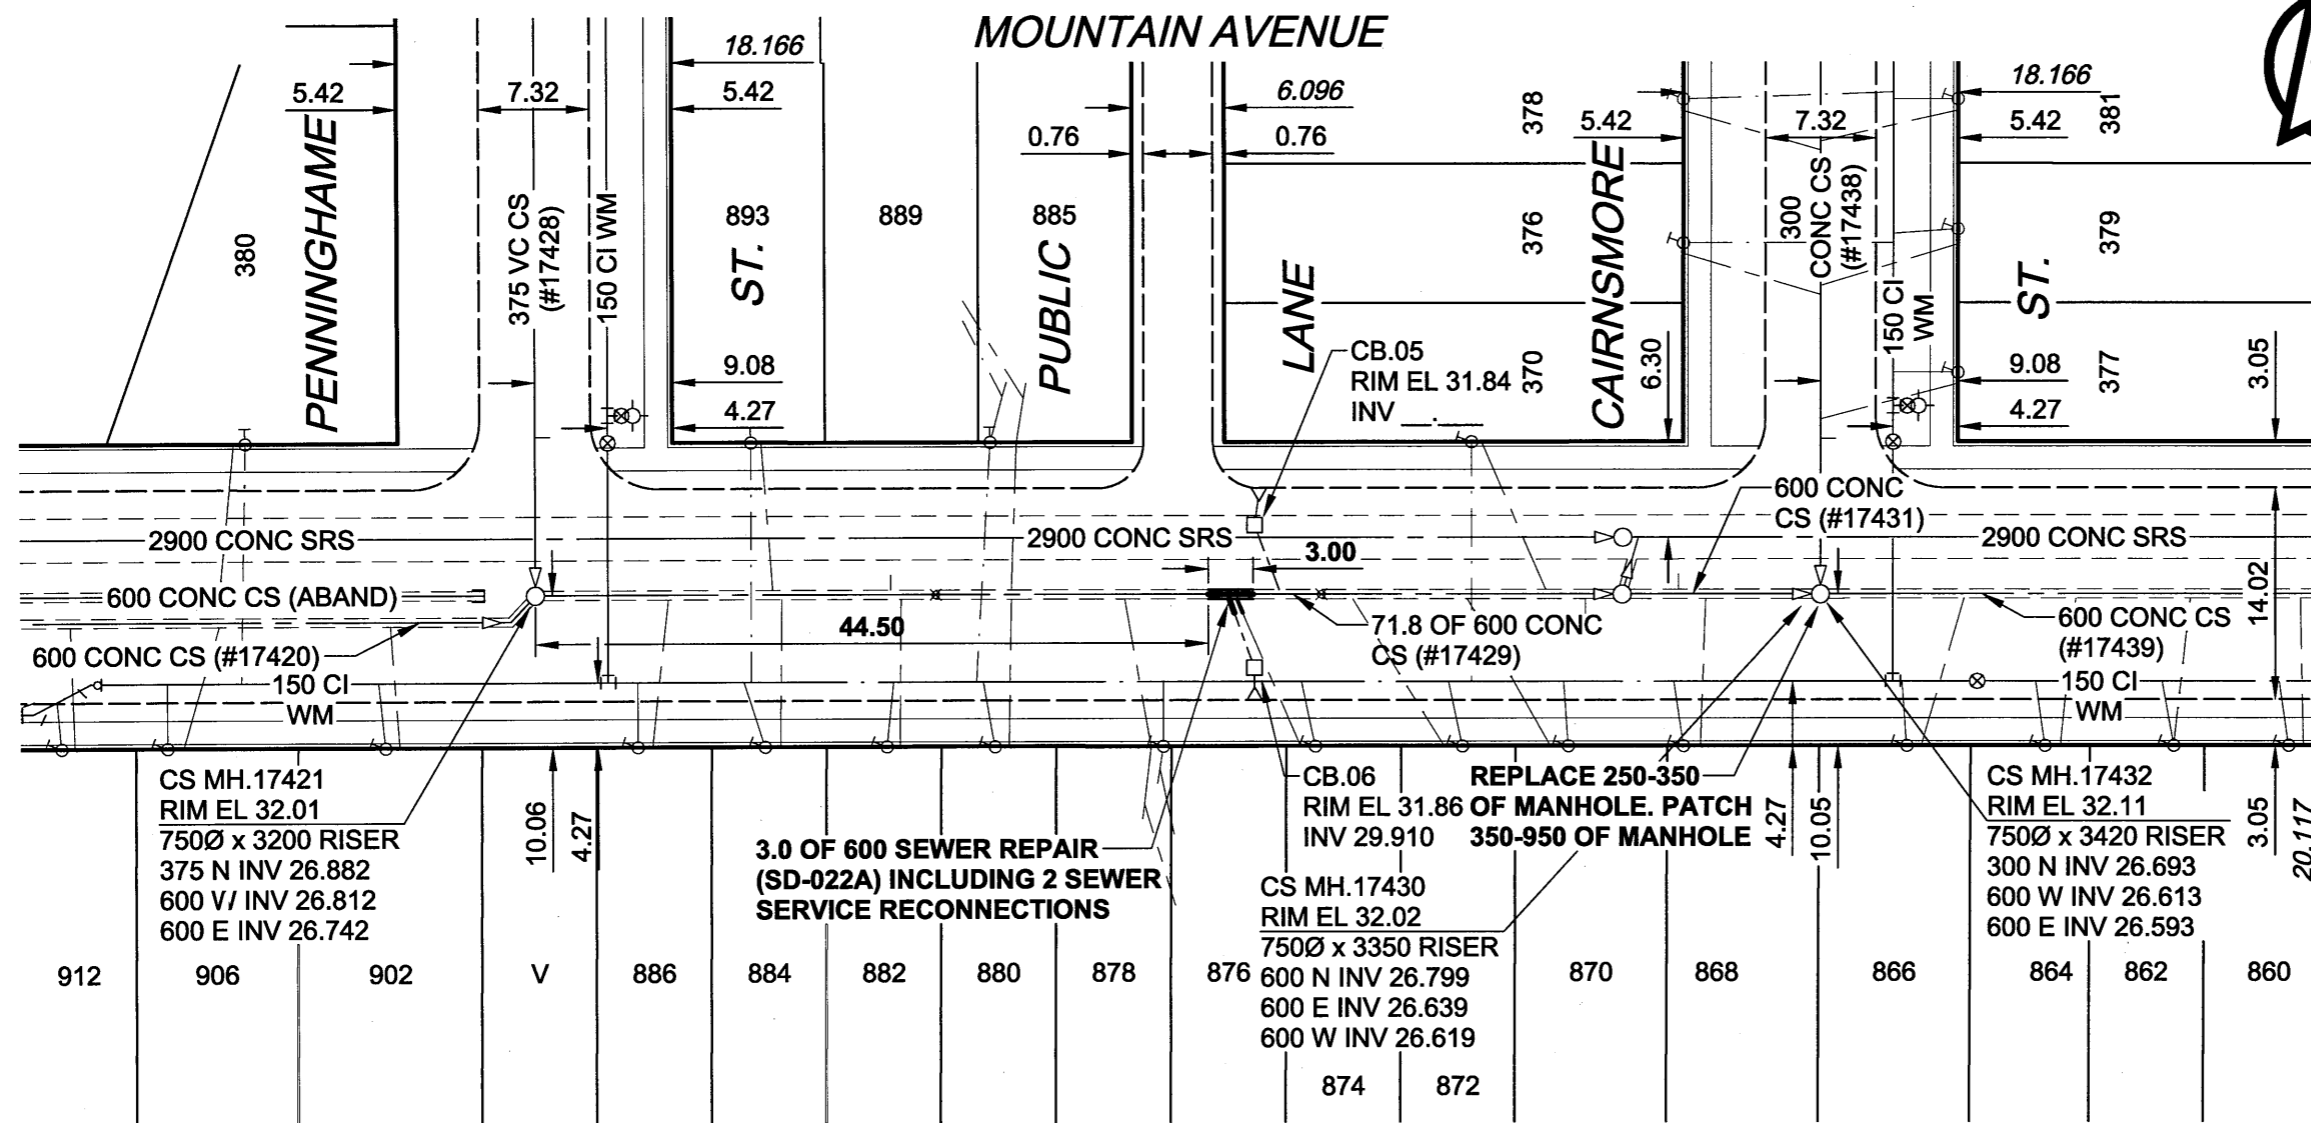 MOUNTAIN AVENUE
18.166
5.42
7.32
5.42
6.096
0.76
0.76
18.166
5.42
7.32
5.42
378
381
PENNINGHAME
ST.
PUBLIC
LANE
CAIRNSMORE
ST.
380
375 VC CS
(#17428)
150 CI WM
893
889
885
376
300
CONC CS
(#17438)
379
150 CI
WM
9.08
4.27
CB.05
RIM EL 31.84
INV __.___
370
6.30
9.08
4.27
377
3.05
600 CONC
CS (#17431)
2900 CONC SRS
2900 CONC SRS
3.00
2900 CONC SRS
600 CONC CS (ABAND)
44.50
71.8 OF 600 CONC
CS (#17429)
600 CONC CS
(#17439)
14.02
600 CONC CS (#17420)
150 CI
WM
150 CI
WM
CS MH.17421
RIM EL 32.01
750Ø x 3200 RISER
375 N INV 26.882
600 W INV 26.812
600 E INV 26.742
10.06
4.27
3.0 OF 600 SEWER REPAIR
(SD-022A) INCLUDING 2 SEWER
SERVICE RECONNECTIONS
CB.06
RIM EL 31.86
INV 29.910
REPLACE 250-350
OF MANHOLE. PATCH
350-950 OF MANHOLE
4.27
10.05
CS MH.17430
RIM EL 32.02
750Ø x 3350 RISER
600 N INV 26.799
600 E INV 26.639
600 W INV 26.619
CS MH.17432
RIM EL 32.11
750Ø x 3420 RISER
300 N INV 26.693
600 W INV 26.613
600 E INV 26.593
3.05
20.117
912
906
902
V
886
884
882
880
878
876
870
868
866
864
862
860
874
872